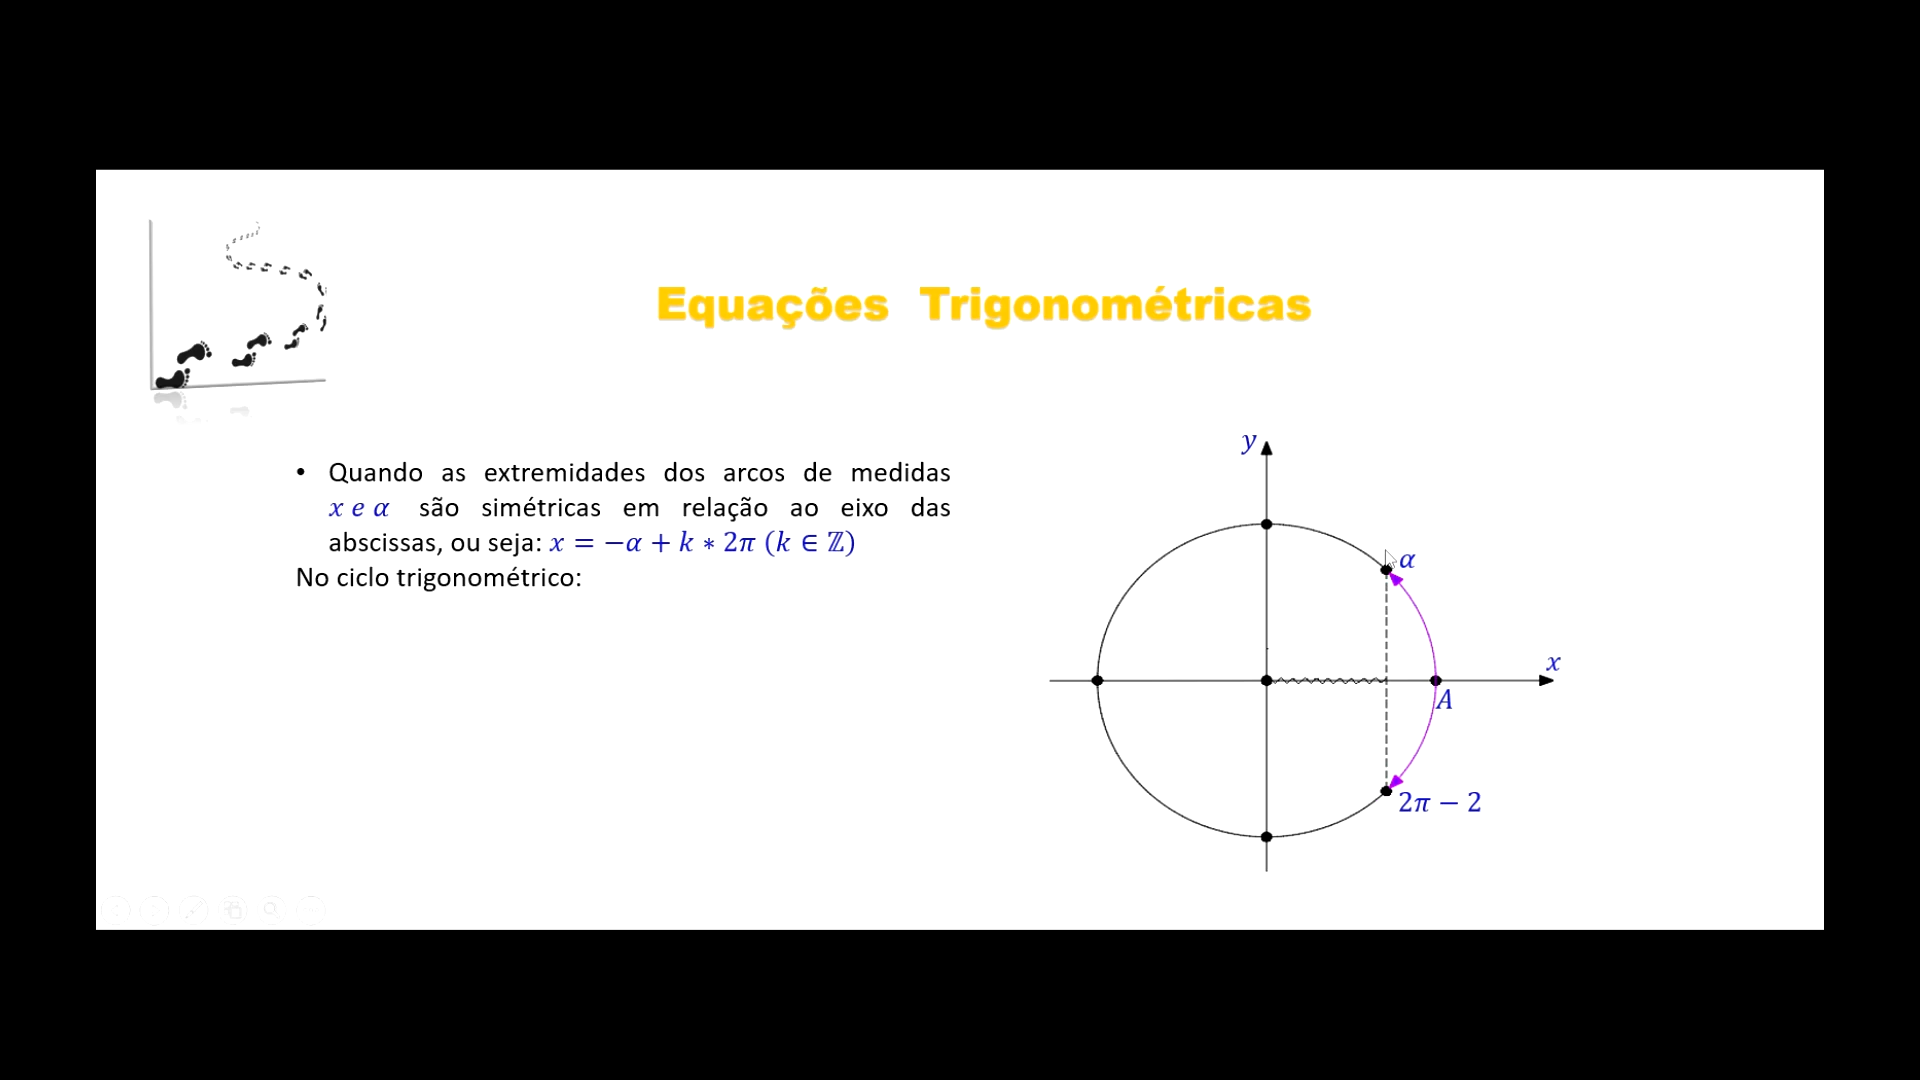 Equações Trigonométricas
• Quando as extremidades dos arcos de medidas
x e α são simétricas em relação ao eixo das
abscissas, ou seja: x = −α + k ∗ 2π (k ∈ ℤ)
No ciclo trigonométrico:
y
α
x
A
2π − 2